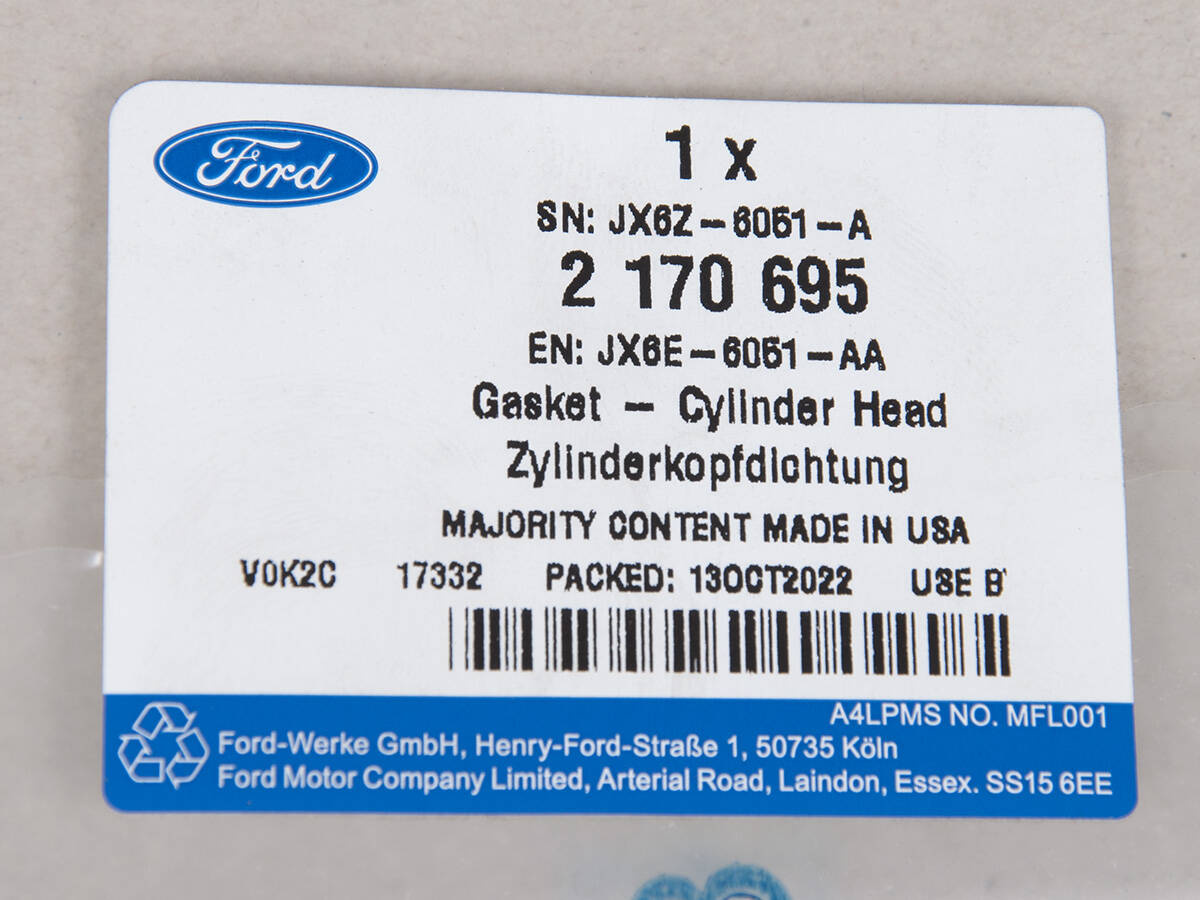 Ford
1 x
SN: JX6Z-6051-A
2 170 695
EN: JX6E-6051-AA
Gasket - Cylinder Head
Zylinderkopfdichtung
MAJORITY CONTENT MADE IN USA
V0K2C 17332 PACKED: 13OCT2022 USE B'
A4LPMS NO. MFL001
Ford-Werke GmbH, Henry-Ford-Straße 1, 50735 Köln
Ford Motor Company Limited, Arterial Road, Laindon, Essex. SS15 6EE